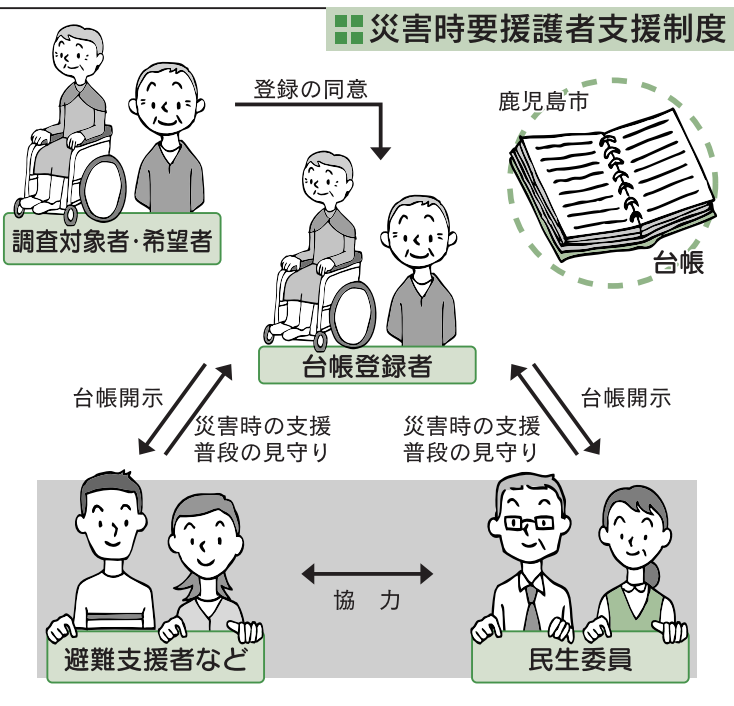 災害時要援護者支援制度
登録の同意
鹿児島市
台帳
調査対象者・希望者
台帳登録者
台帳開示
災害時の支援
普段の見守り
災害時の支援
普段の見守り
台帳開示
協　力
避難支援者など
民生委員